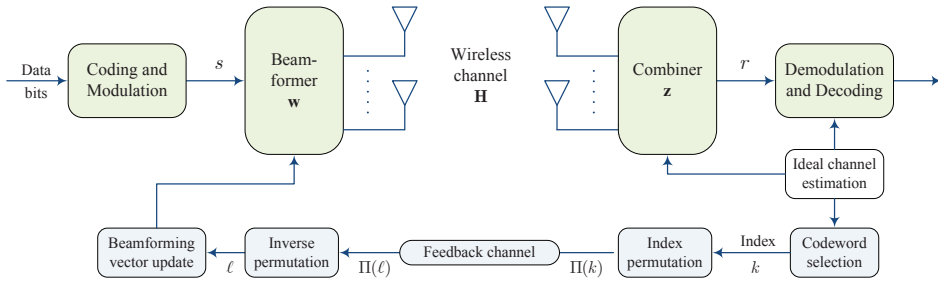 Data
bits
Coding and
Modulation
s
Beam-
former
w
Wireless
channel
H
Combiner
z
r
Demodulation
and Decoding
Ideal channel
estimation
Beamforming
vector update
ℓ
Inverse
permutation
Π(ℓ)
Feedback channel
Π(k)
Index
permutation
Index
k
Codeword
selection